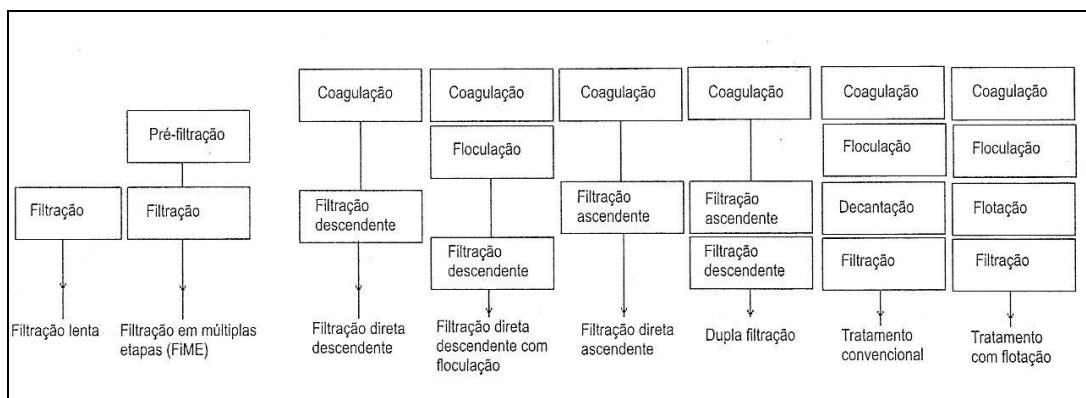 Coagulação
Coagulação
Coagulação
Coagulação
Coagulação
Coagulação
Pré-filtração
Floculação
Floculação
Floculação
Filtração
Filtração
Filtração
descendente
Filtração
ascendente
Filtração
ascendente
Decantação
Flotação
Filtração
descendente
Filtração
descendente
Filtração
Filtração
Filtração lenta
Filtração em múltiplas
etapas (FiME)
Filtração direta
descendente
Filtração direta
descendente com
floculação
Filtração direta
ascendente
Dupla filtração
Tratamento
convencional
Tratamento
com flotação